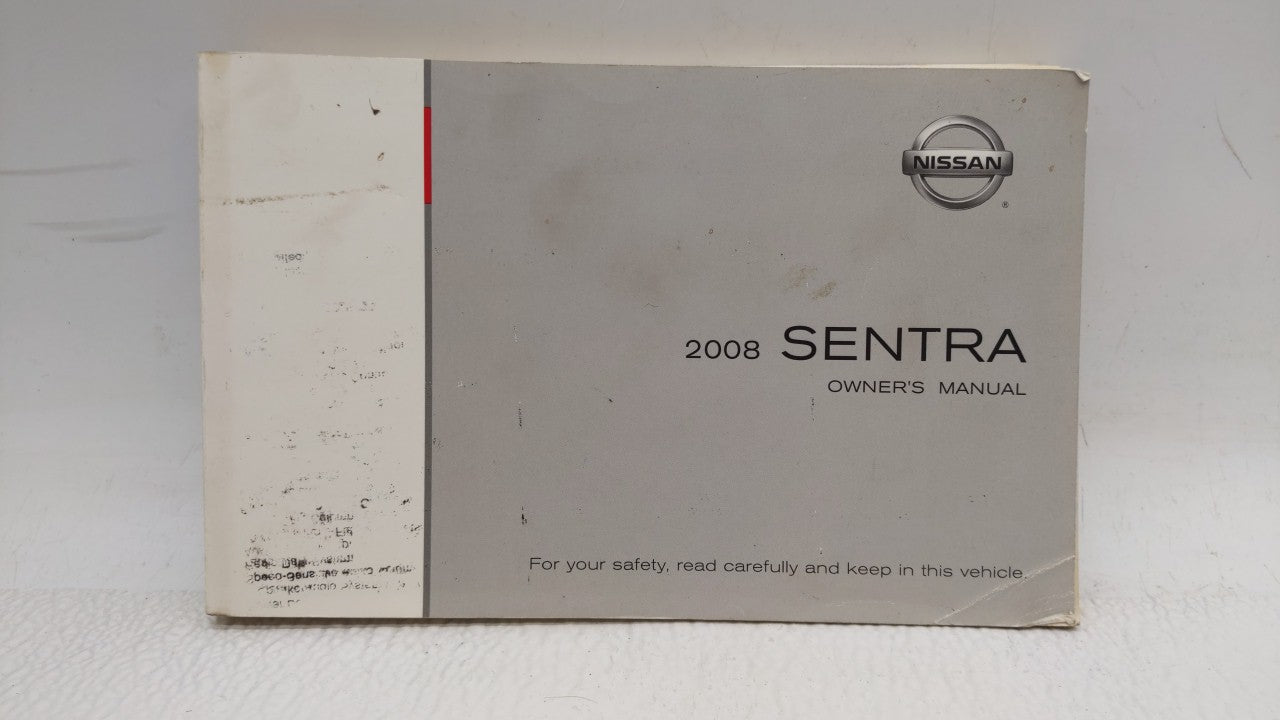 NISSAN
®
2008 SENTRA
OWNER'S MANUAL
For your safety, read carefully and keep in this vehicle.